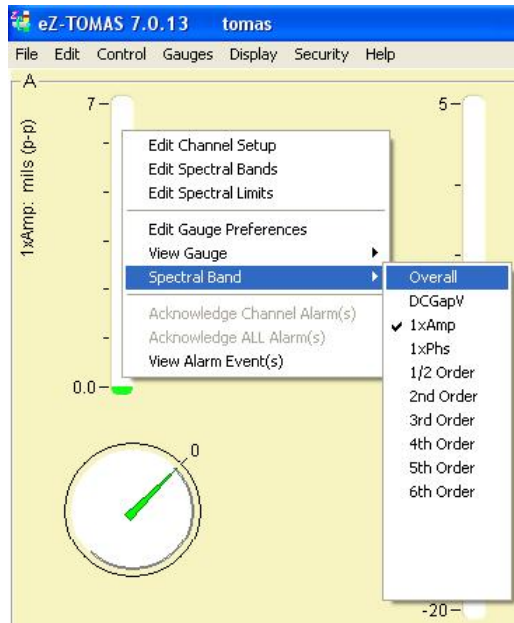 eZ-TOMAS 7.0.13 tomas
File Edit Control Gauges Display Security Help
A
7
5
1xAmp: mils (p-p)
Edit Channel Setup
Edit Spectral Bands
Edit Spectral Limits
Edit Gauge Preferences
View Gauge
Spectral Band
Acknowledge Channel Alarm(s)
Acknowledge ALL Alarm(s)
View Alarm Event(s)
Overall
DCGapV
1xAmp
1xPhs
1/2 Order
2nd Order
3rd Order
4th Order
5th Order
6th Order
0.0
0
-20